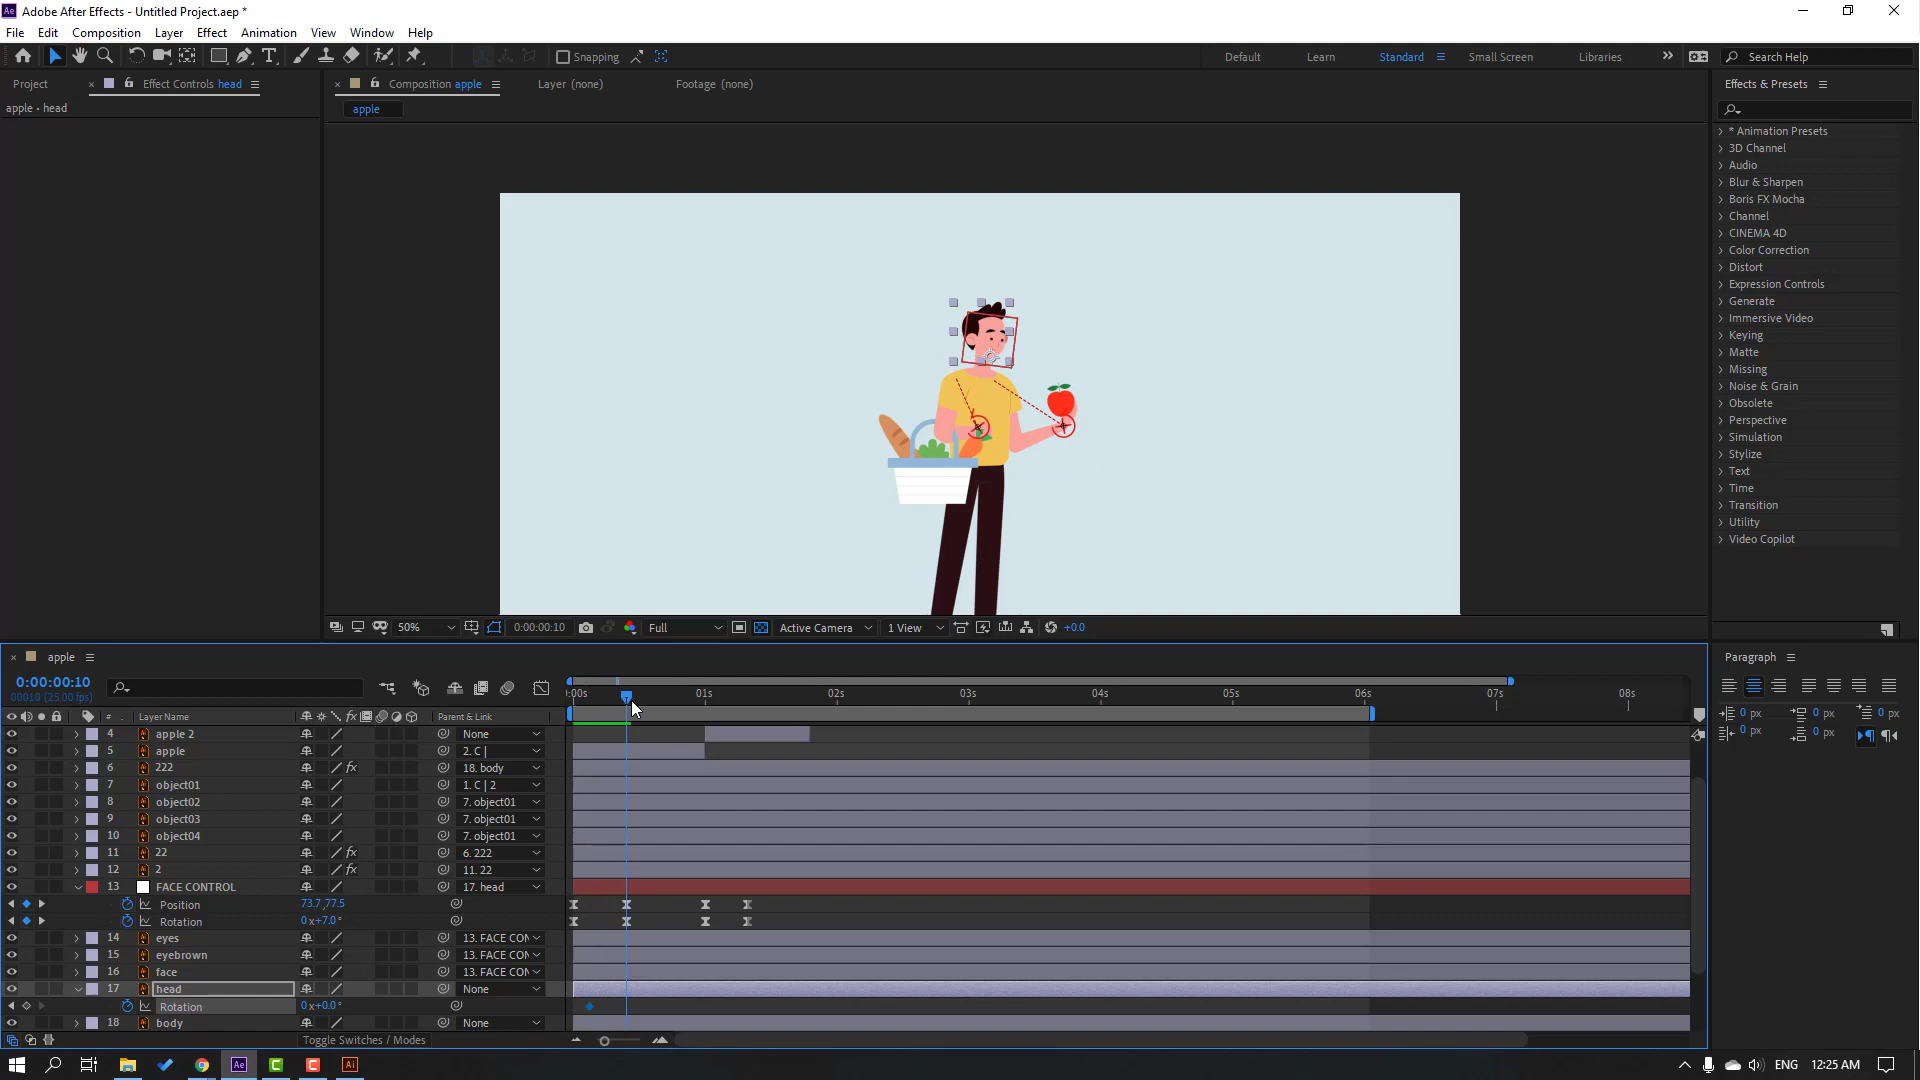 Adobe After Effects - Untitled Project.aep *
File Edit Composition Layer Effect Animation View Window Help
Snapping
Default Learn Standard Small Screen Libraries
Search Help
Project
Effect Controls head
Composition apple
Layer (none)
Footage (none)
Effects & Presets
apple • head
apple
* Animation Presets
3D Channel
Audio
Blur & Sharpen
Boris FX Mocha
Channel
CINEMA 4D
Color Correction
Distort
Expression Controls
Generate
Immersive Video
Keying
Matte
Missing
Noise & Grain
Obsolete
Perspective
Simulation
Stylize
Text
Time
Transition
Utility
Video Copilot
50%
0:00:00:10
Full
Active Camera
1 View
+0.0
apple
Paragraph
0:00:00:10
00010 (25.00 fps)
:00s 01s 02s 03s 04s 05s 06s 07s 08s
# Layer Name
Parent & Link
0 px 0 px 0 px
0 px 0 px
4 apple 2 None
5 apple 2. C |
6 222 fx 18. body
7 object01 1. C | 2
8 object02 7. object01
9 object03 7. object01
10 object04 7. object01
11 22 fx 6. 222
12 2 fx 11. 22
13 FACE CONTROL 17. head
Position 73.7,77.5
Rotation 0 x+7.0 °
14 eyes 13. FACE CON
15 eyebrown 13. FACE CON
16 face 13. FACE CON
17 head None
Rotation 0 x+0.0 °
18 body None
Toggle Switches / Modes
Ae
Ai
ENG
12:25 AM